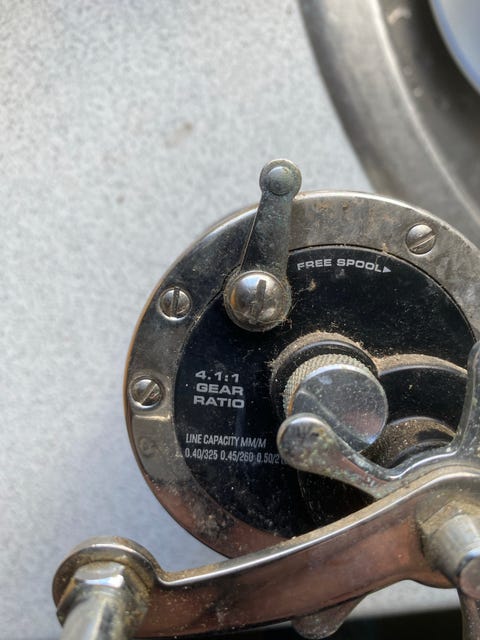 FREE SPOOL▶
4.1:1
GEAR
RATIO
LINE CAPACITY MM/M
0.40/325 0.45/260